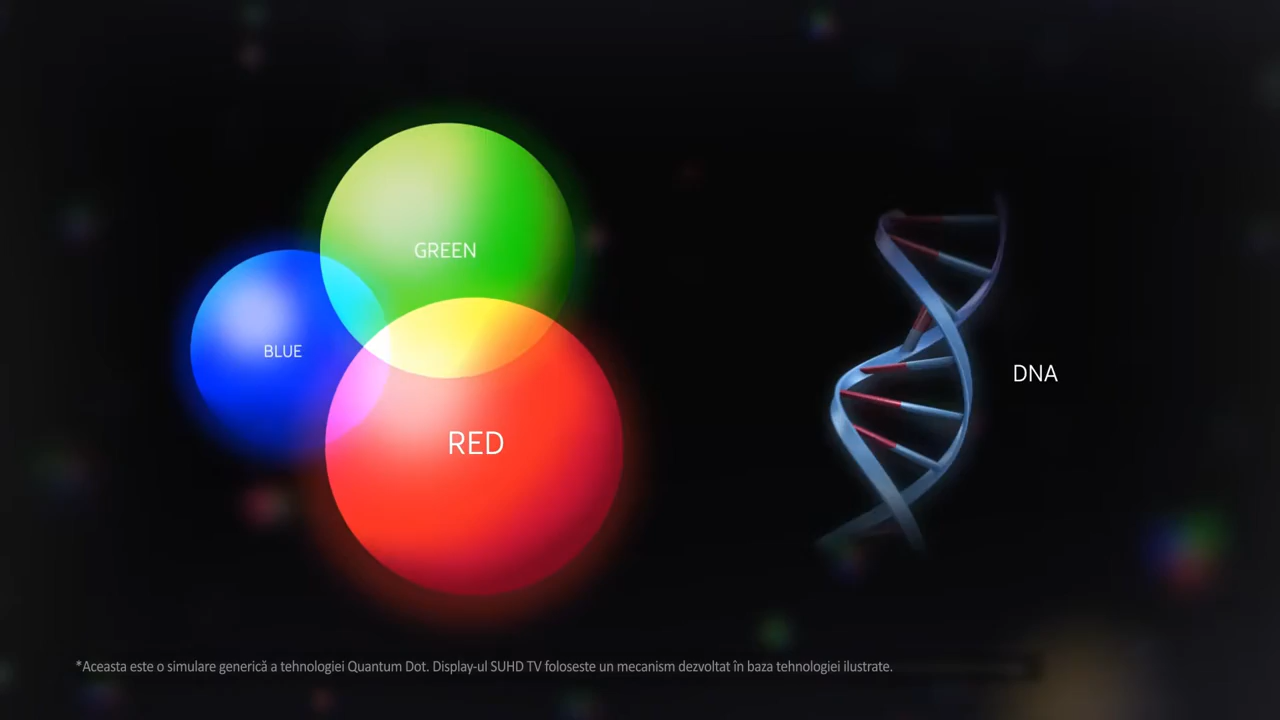 GREEN
BLUE
RED
DNA
*Aceasta este o simulare generică a tehnologiei Quantum Dot. Display-ul SUHD TV foloseste un mecanism dezvoltat în baza tehnologiei ilustrate.